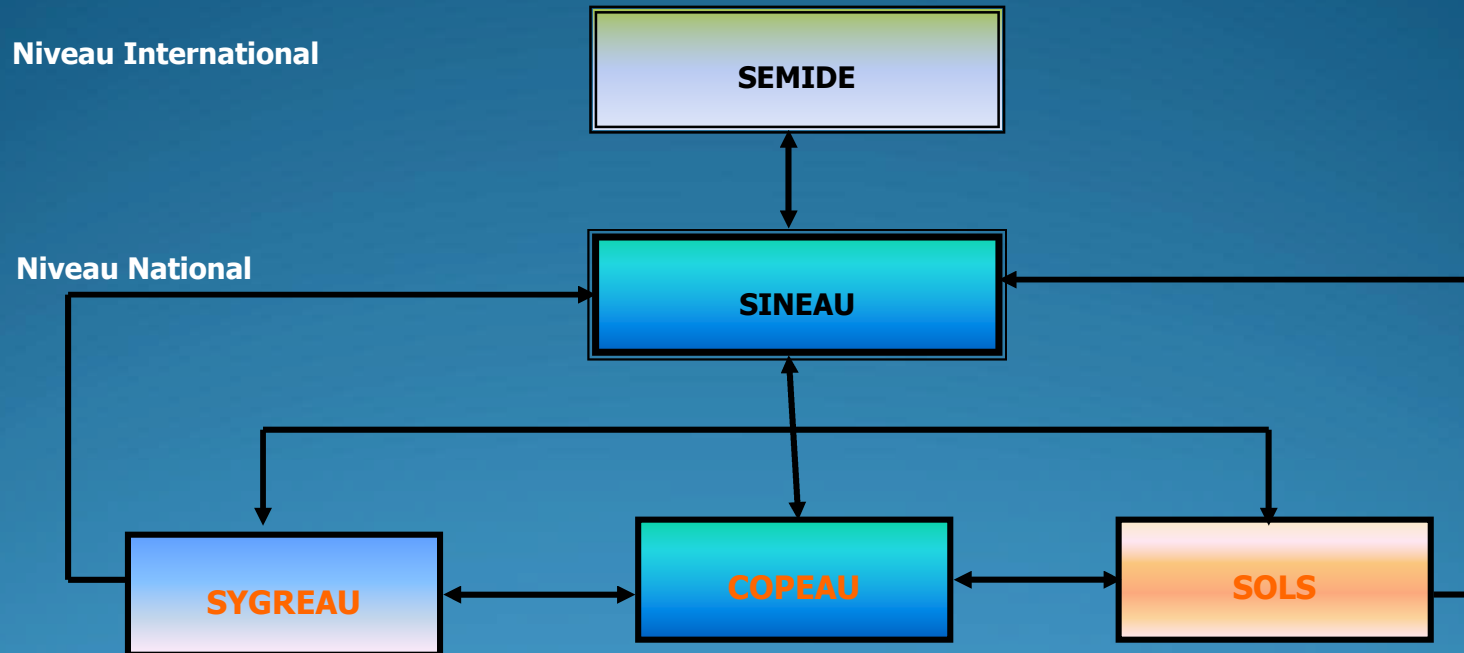 Niveau International
SEMIDE
Niveau National
SINEAU
SYGREAU
COPEAU
SOLS